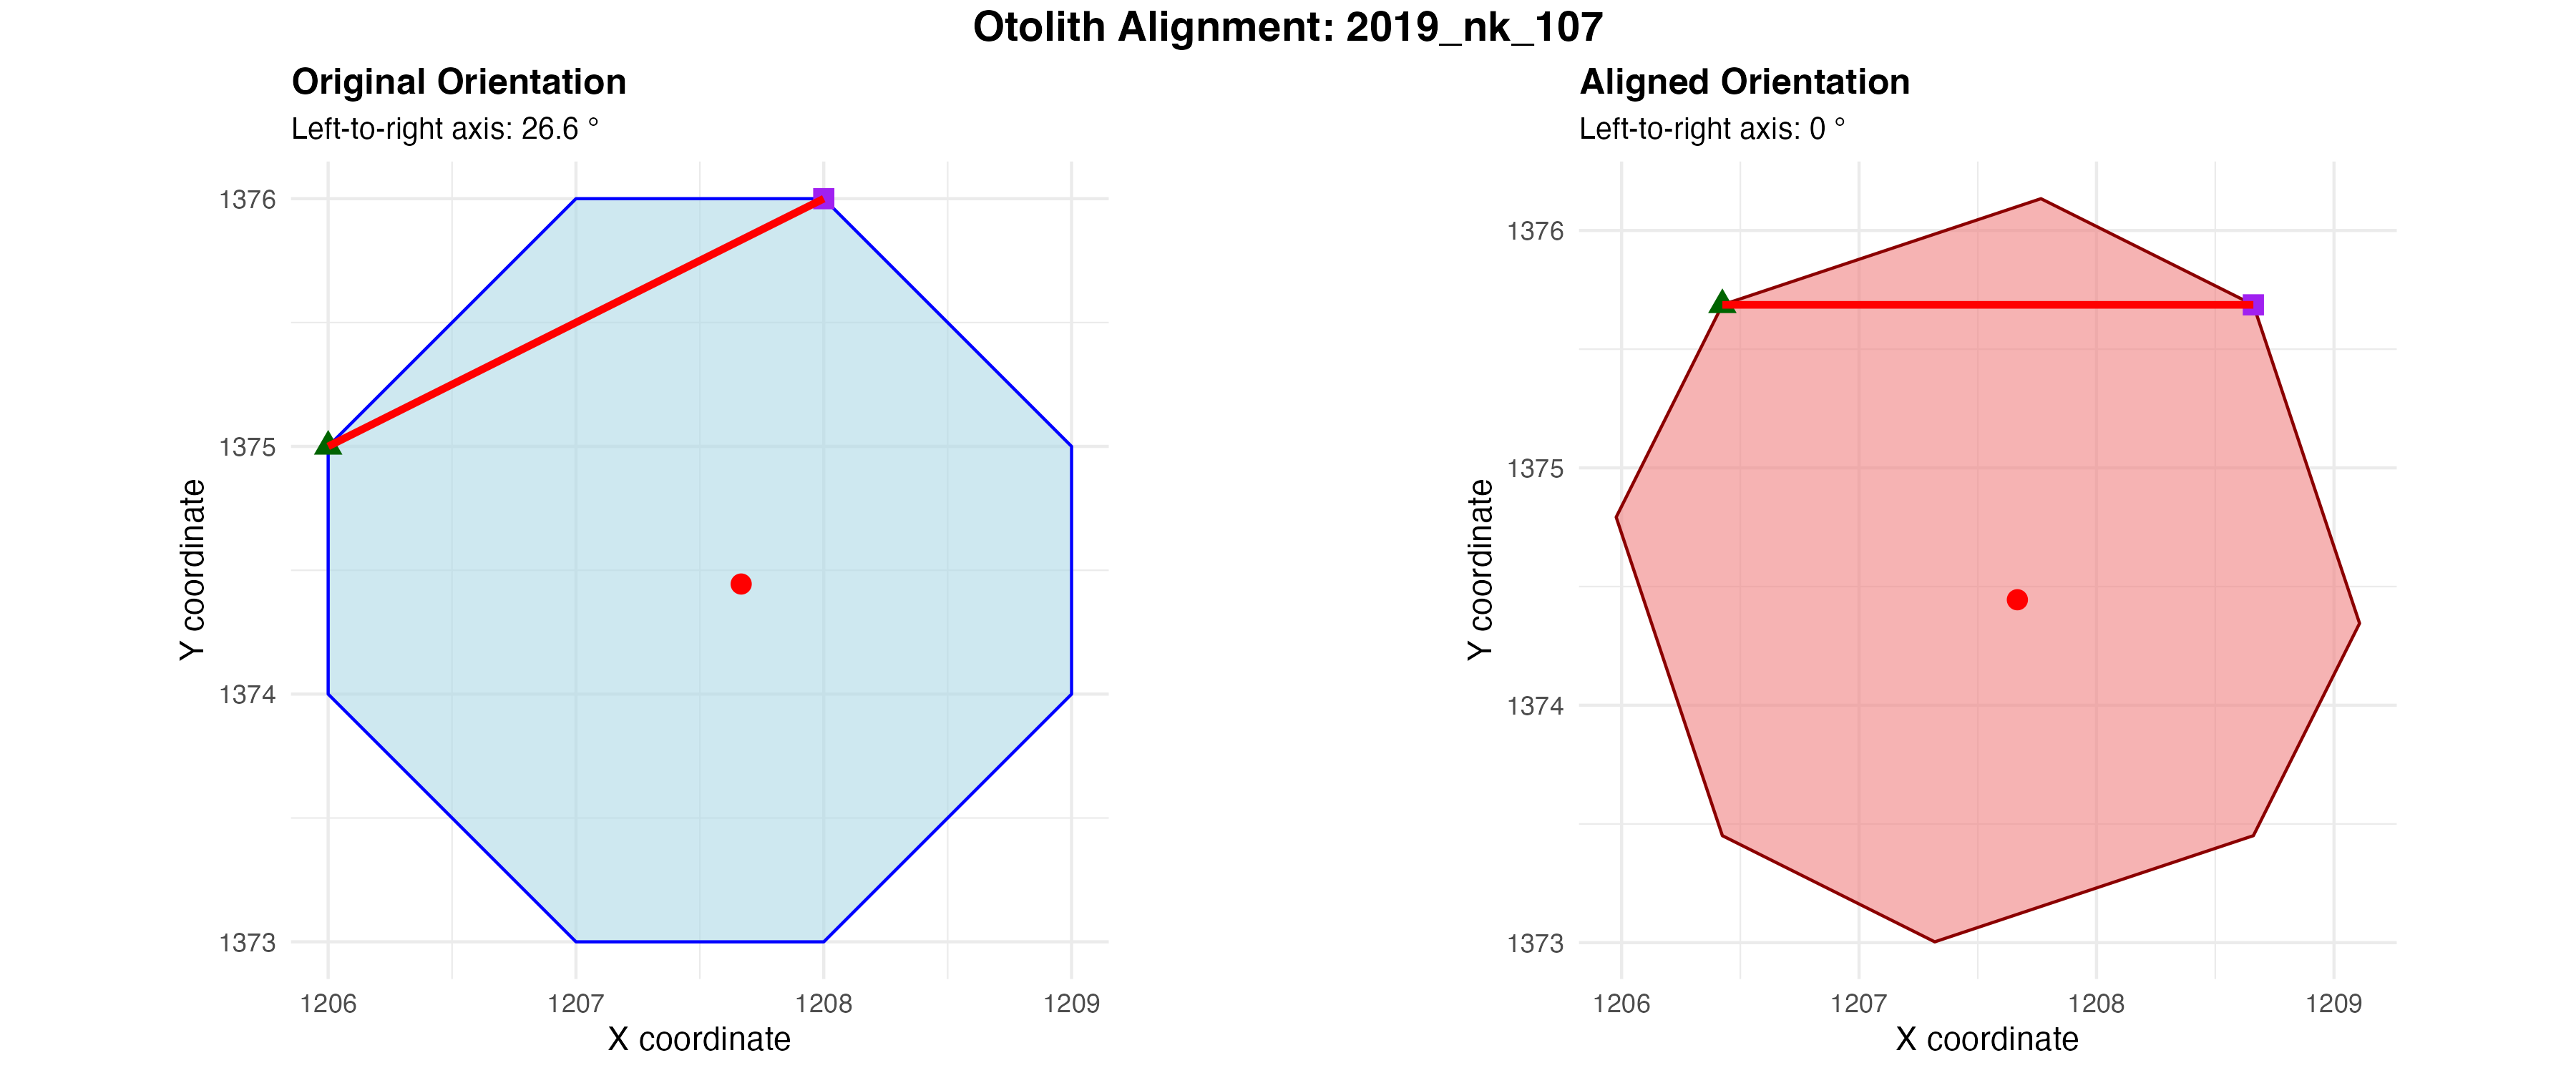 Otolith Alignment: 2019_nk_107
Original Orientation
Left-to-right axis: 26.6 °
1376
1375
1374
1373
Y coordinate
1206 1207 1208 1209
X coordinate
Aligned Orientation
Left-to-right axis: 0 °
1376
1375
1374
1373
Y coordinate
1206 1207 1208 1209
X coordinate